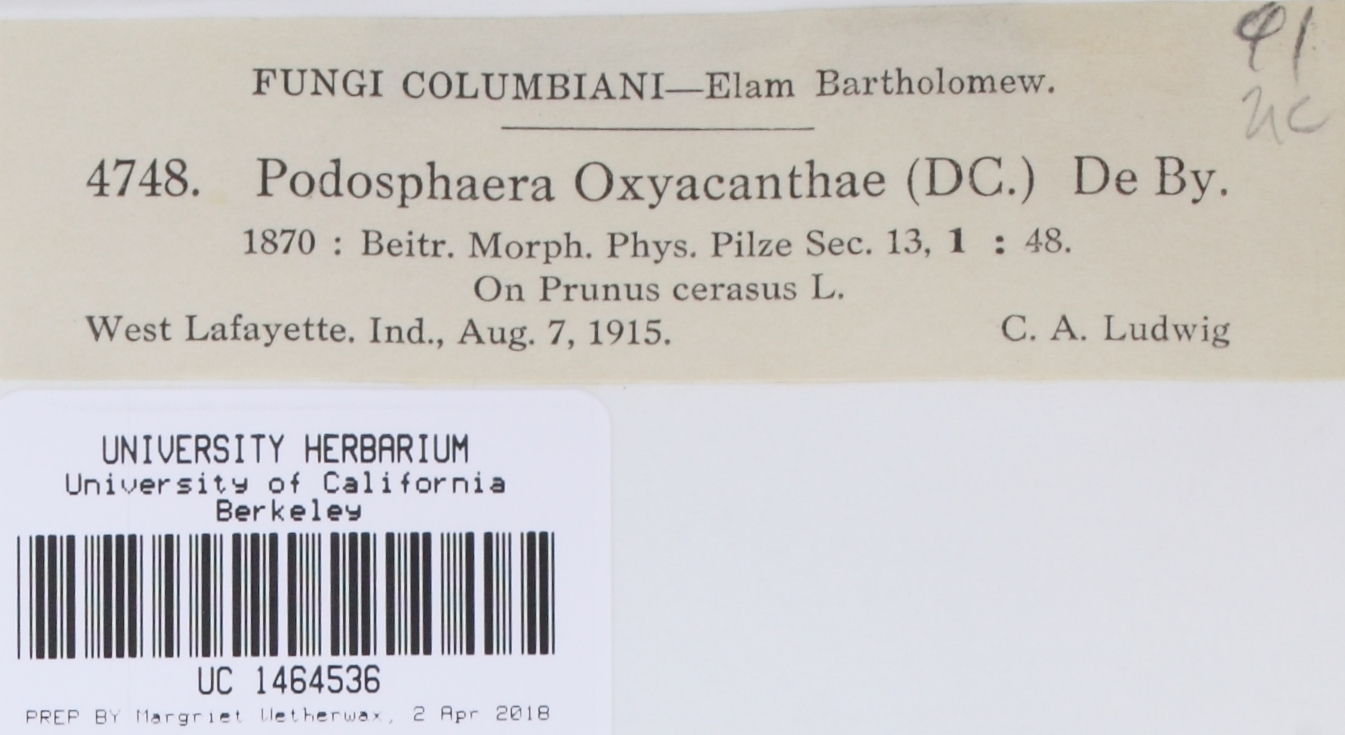 FUNGI COLUMBIANI—Elam Bartholomew.
91
UC
4748. Podosphaera Oxyacanthae (DC.) De By.
1870 : Beitr. Morph. Phys. Pilze Sec. 13, 1 : 48.
On Prunus cerasus L.
West Lafayette. Ind., Aug. 7, 1915. C. A. Ludwig
UNIVERSITY HERBARIUM
University of California
Berkeley
UC 1464536
PREP BY Margriet Wetherwax, 2 Apr 2018